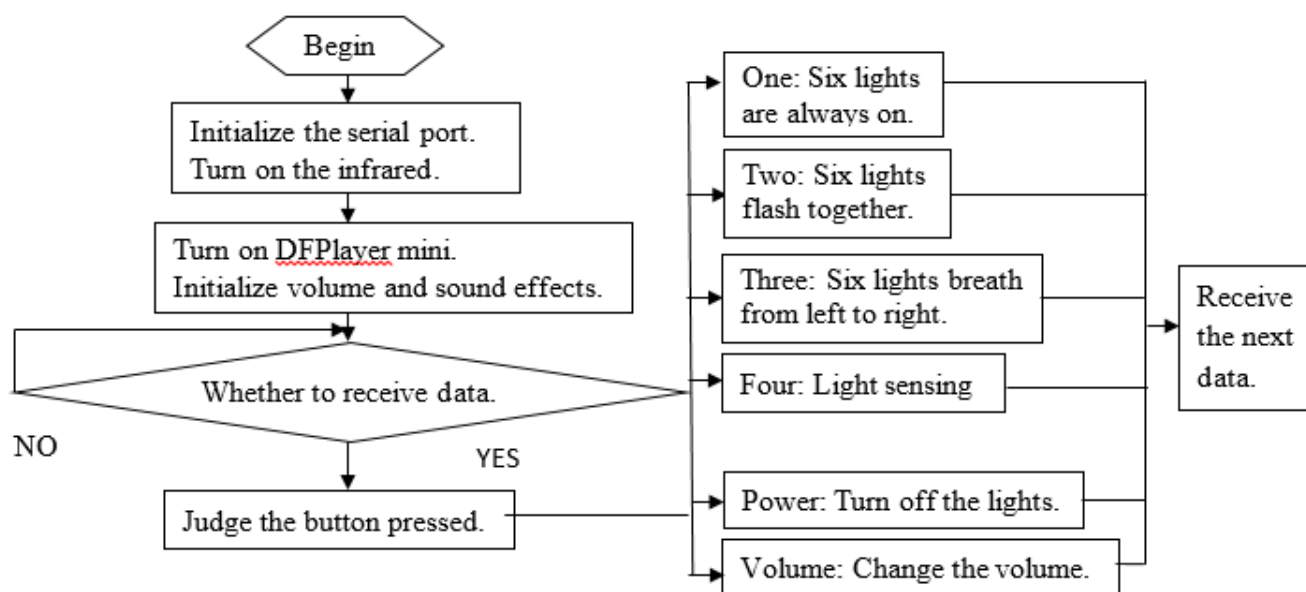 Begin
Initialize the serial port.
Turn on the infrared.
Turn on DFPlayer mini.
Initialize volume and sound effects.
Whether to receive data.
NO
YES
Judge the button pressed.
One: Six lights
are always on.
Two: Six lights
flash together.
Three: Six lights breath
from left to right.
Four: Light sensing
Power: Turn off the lights.
Volume: Change the volume.
Receive
the next
data.